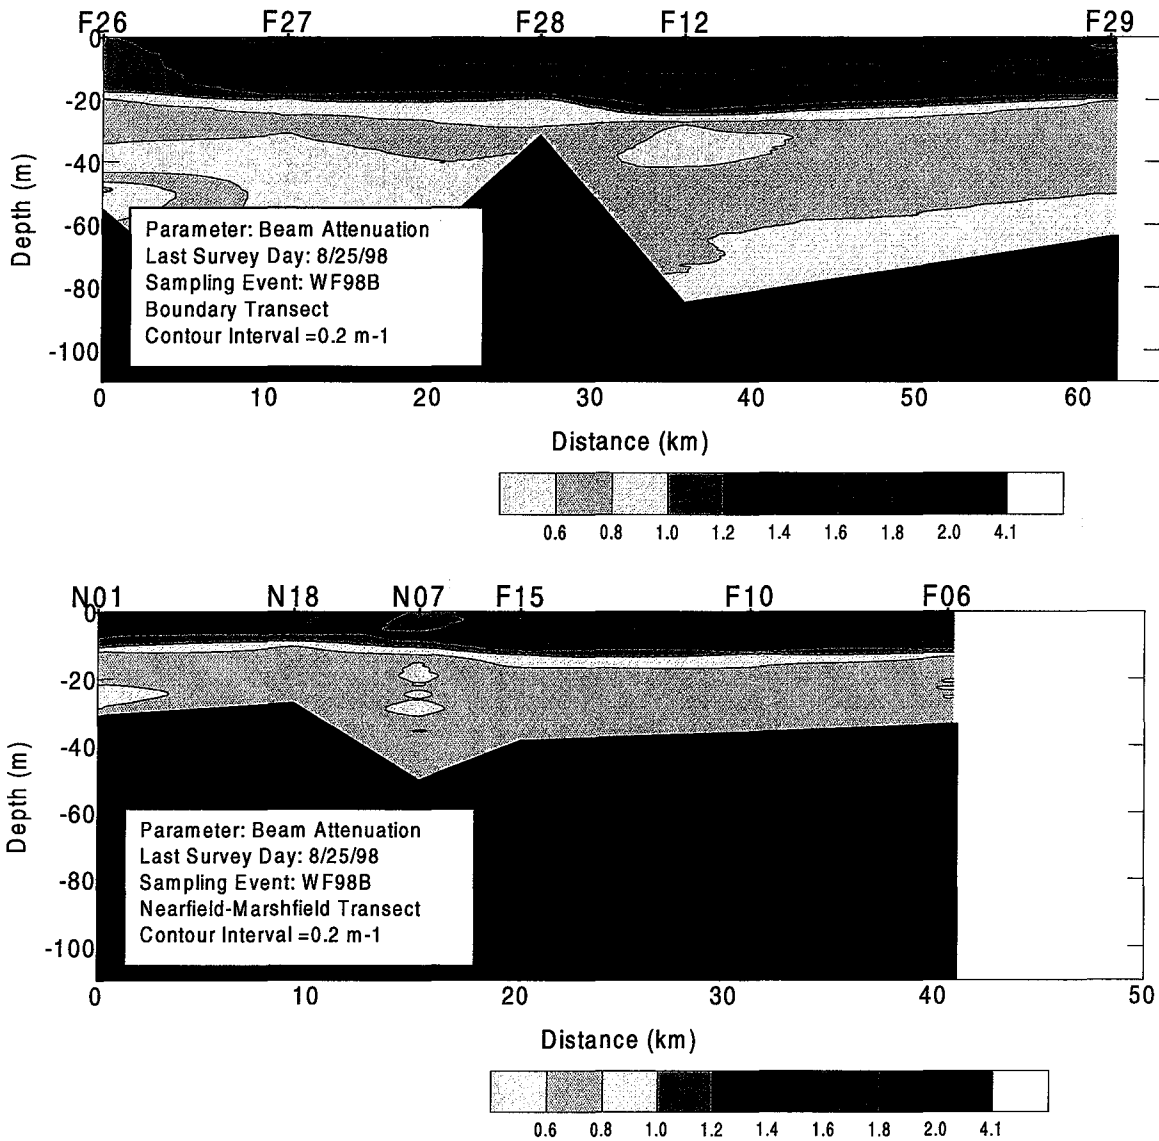 F26 F27 F28 F12 F29
0
-20
-40
-60
-80
-100
Depth (m)
Parameter: Beam Attenuation
Last Survey Day: 8/25/98
Sampling Event: WF98B
Boundary Transect
Contour Interval =0.2 m-1
0 10 20 30 40 50 60
Distance (km)
0.6 0.8 1.0 1.2 1.4 1.6 1.8 2.0 4.1
N01 N18 N07 F15 F10 F06
0
-20
-40
-60
-80
-100
Depth (m)
Parameter: Beam Attenuation
Last Survey Day: 8/25/98
Sampling Event: WF98B
Nearfield-Marshfield Transect
Contour Interval =0.2 m-1
0 10 20 30 40 50
Distance (km)
0.6 0.8 1.0 1.2 1.4 1.6 1.8 2.0 4.1